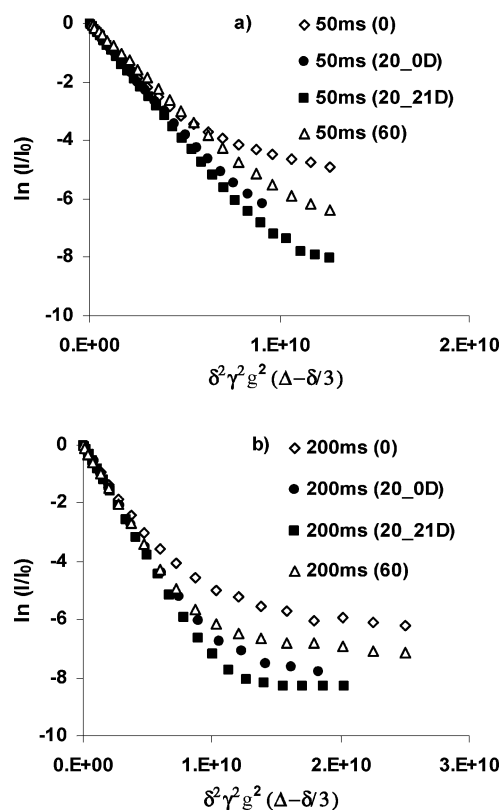 a)
50ms (0)
50ms (20_0D)
50ms (20_21D)
50ms (60)
ln (I/I₀)
0
-2
-4
-6
-8
-10
0.E+00
1.E+10
2.E+10
δ²γ²g² (Δ−δ/3)
b)
200ms (0)
200ms (20_0D)
200ms (20_21D)
200ms (60)
ln (I/I₀)
0
-2
-4
-6
-8
-10
0.E+00
1.E+10
2.E+10
3.E+10
δ²γ²g² (Δ−δ/3)